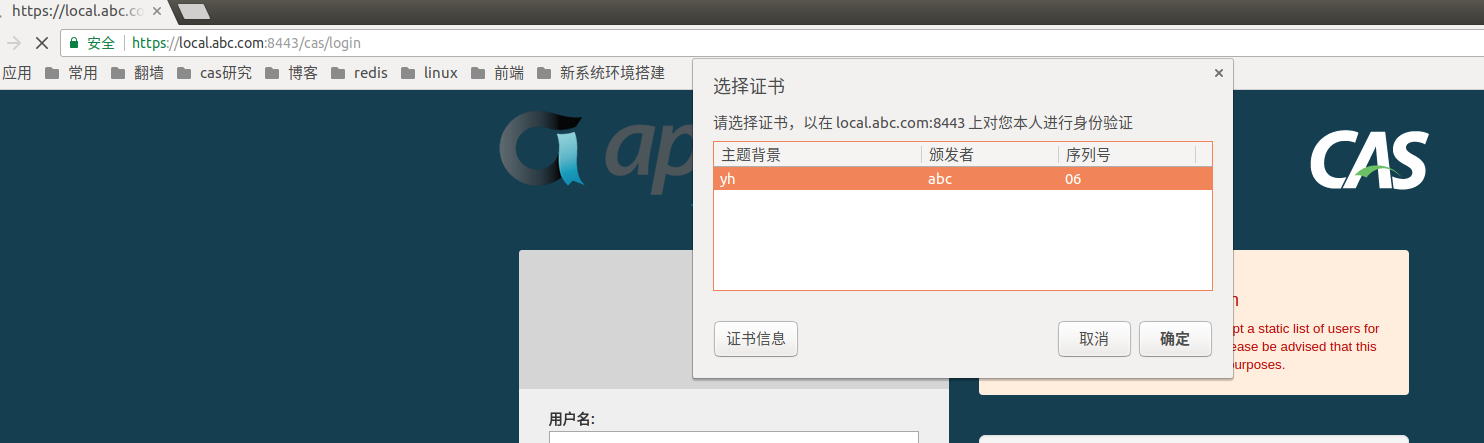 https://local.abc.co
安全 https://local.abc.com:8443/cas/login
应用 常用 翻墙 cas研究 博客 redis linux 前端 新系统环境搭建
选择证书
请选择证书，以在 local.abc.com:8443 上对您本人进行身份验证
主题背景 颁发者 序列号
yh abc 06
证书信息 取消 确定
ap
CAS
n
pt a static list of users for
ease be advised that this
purposes.
用户名: